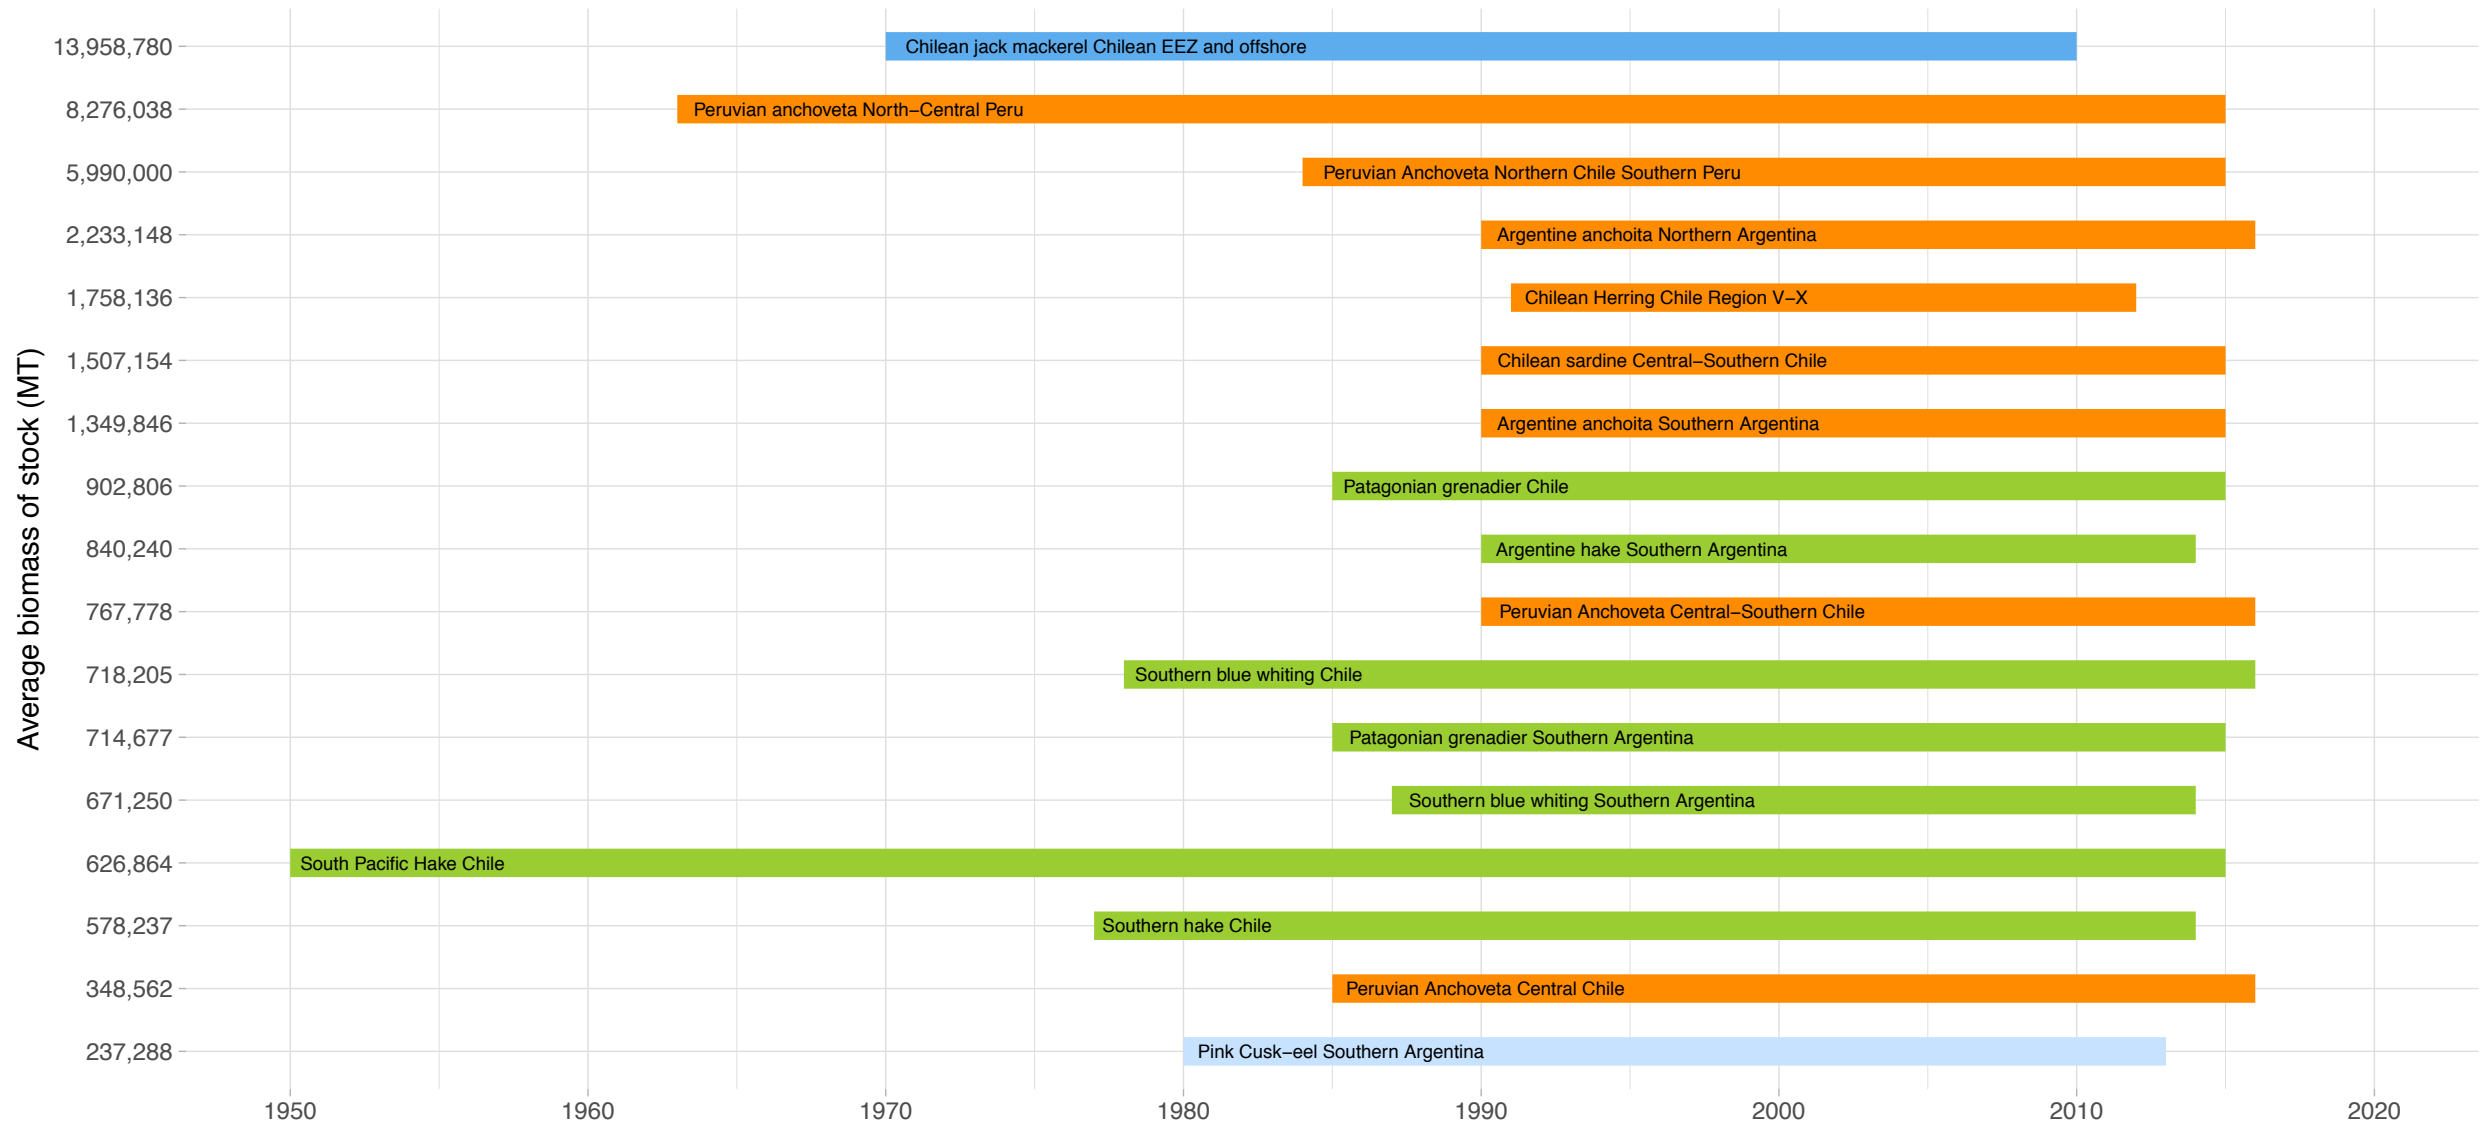 Average biomass of stock (MT)
13,958,780 Chilean jack mackerel Chilean EEZ and offshore
8,276,038 Peruvian anchoveta North−Central Peru
5,990,000 Peruvian Anchoveta Northern Chile Southern Peru
2,233,148 Argentine anchoita Northern Argentina
1,758,136 Chilean Herring Chile Region V−X
1,507,154 Chilean sardine Central−Southern Chile
1,349,846 Argentine anchoita Southern Argentina
902,806 Patagonian grenadier Chile
840,240 Argentine hake Southern Argentina
767,778 Peruvian Anchoveta Central−Southern Chile
718,205 Southern blue whiting Chile
714,677 Patagonian grenadier Southern Argentina
671,250 Southern blue whiting Southern Argentina
626,864 South Pacific Hake Chile
578,237 Southern hake Chile
348,562 Peruvian Anchoveta Central Chile
237,288 Pink Cusk−eel Southern Argentina
1950 1960 1970 1980 1990 2000 2010 2020